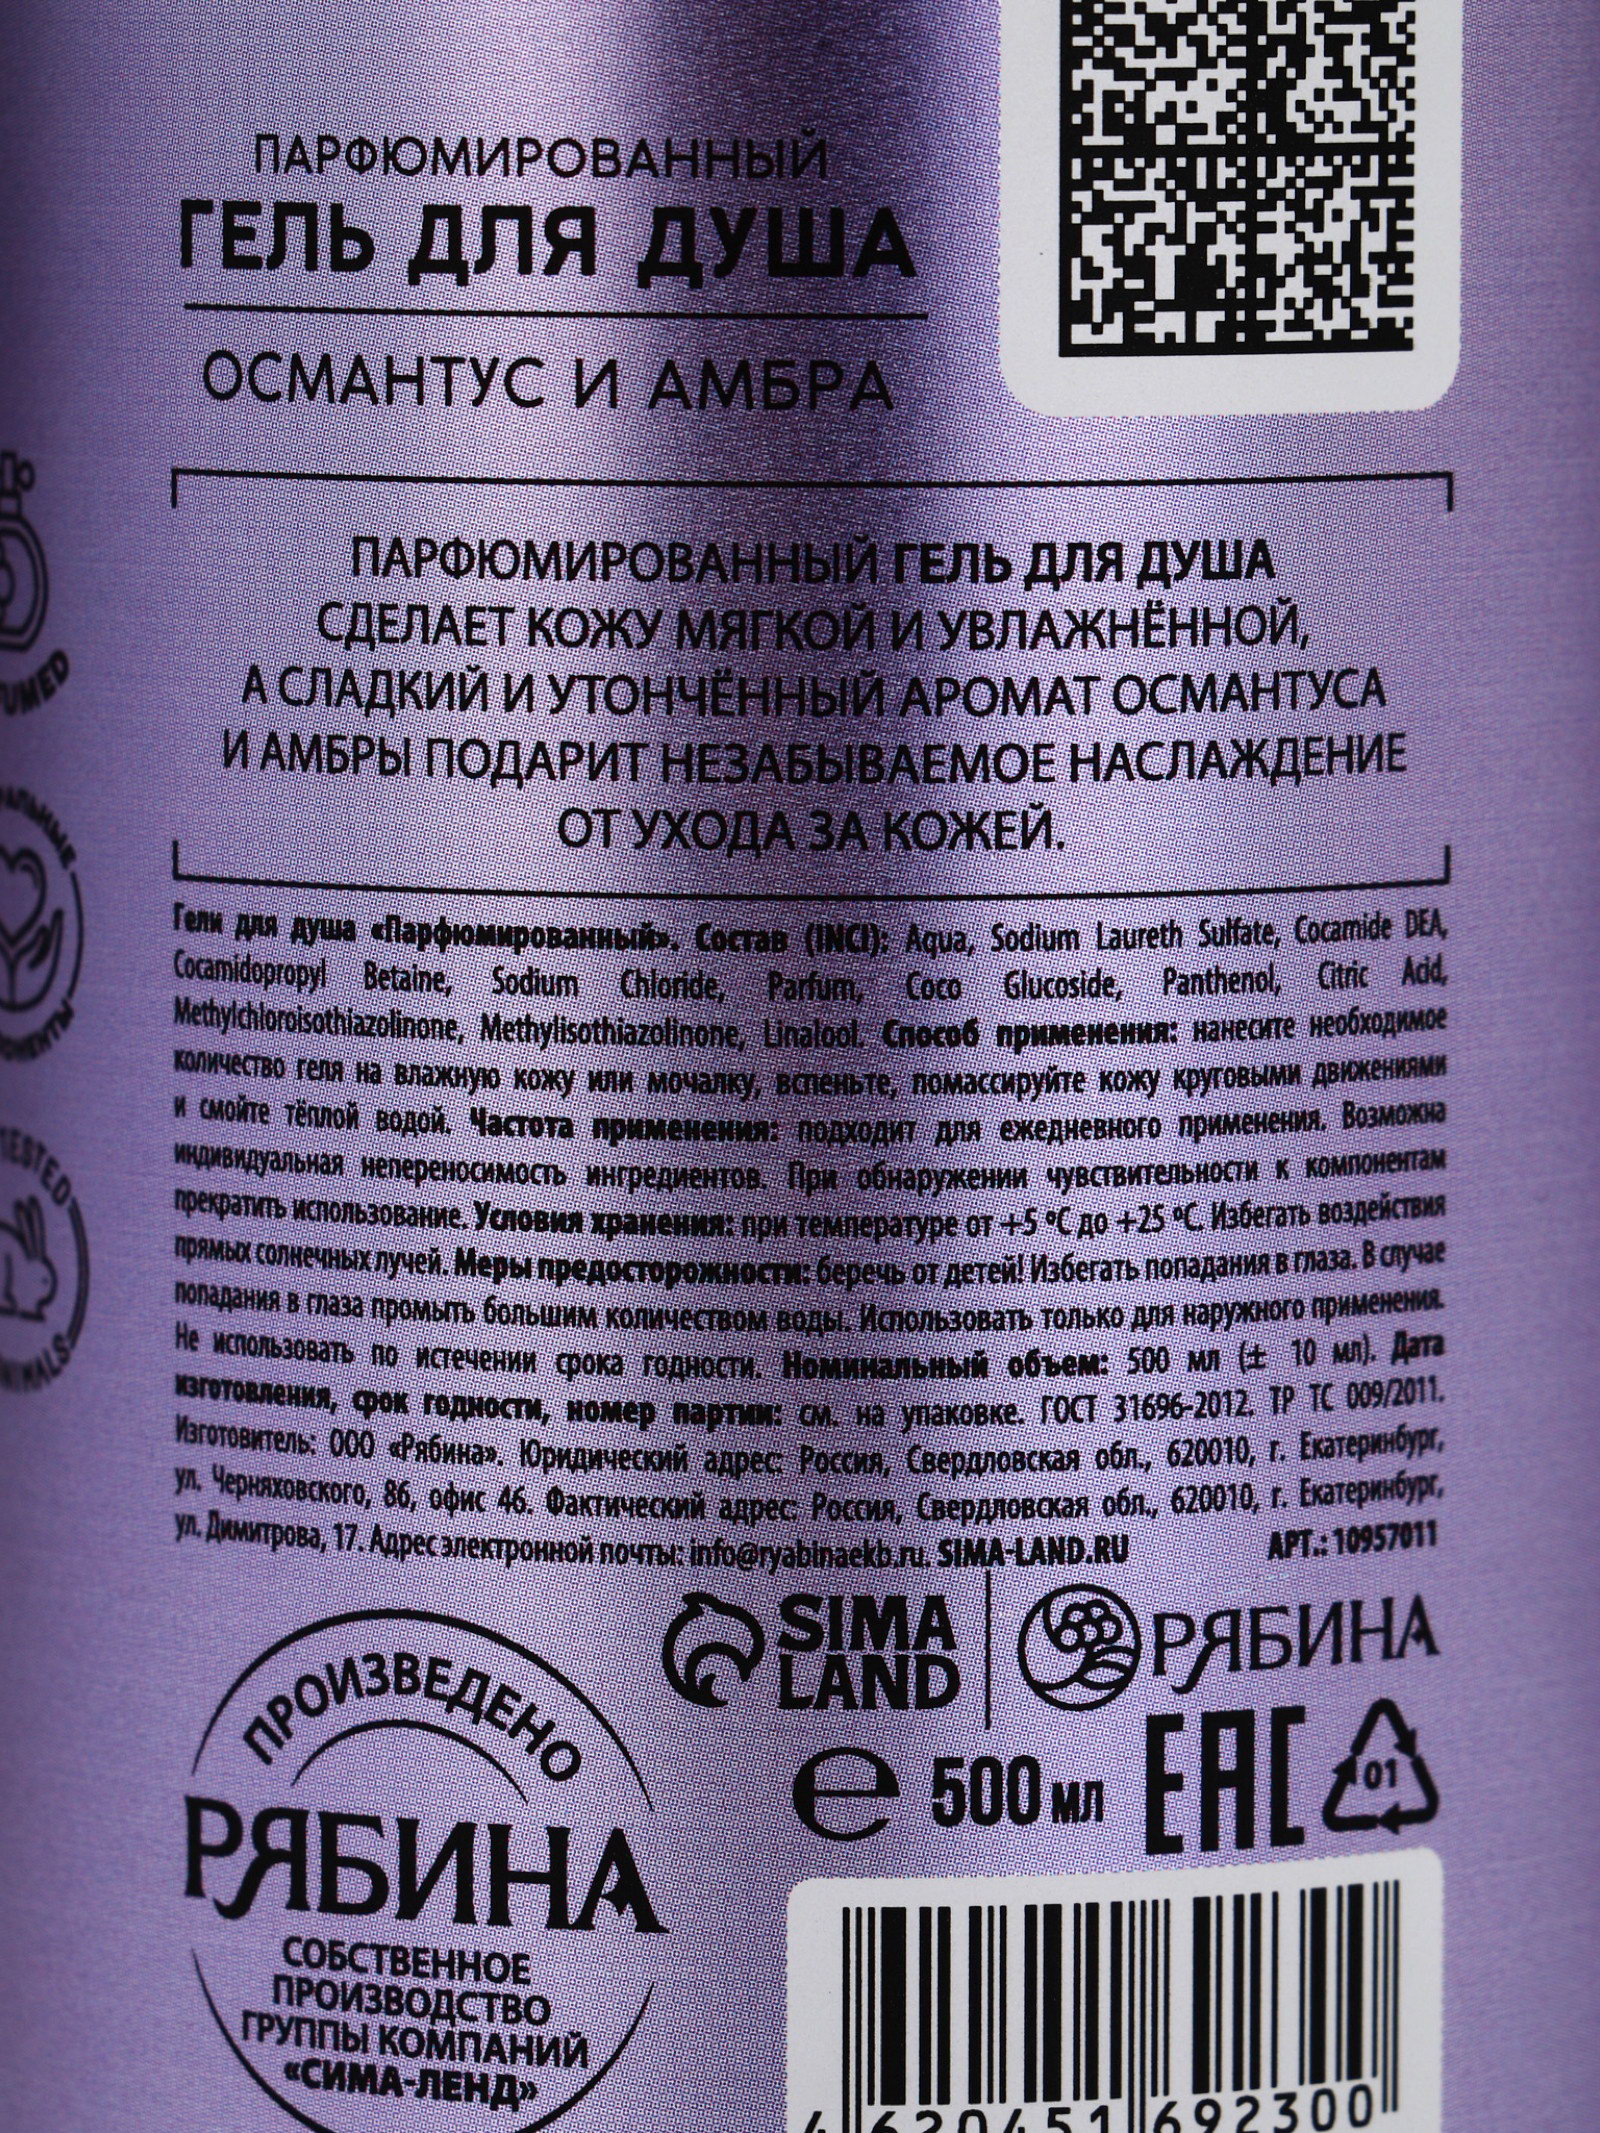 ПАРФЮМИРОВАННЫЙ
ГЕЛЬ ДЛЯ ДУША
ОСМАНТУС И АМБРА
ПАРФЮМИРОВАННЫЙ ГЕЛЬ ДЛЯ ДУША
СДЕЛАЕТ КОЖУ МЯГКОЙ И УВЛАЖНЁННОЙ,
А СЛАДКИЙ И УТОНЧЁННЫЙ АРОМАТ ОСМАНТУСА
И АМБРЫ ПОДАРИТ НЕЗАБЫВАЕМОЕ НАСЛАЖДЕНИЕ
ОТ УХОДА ЗА КОЖЕЙ.
Гели для душа «Парфюмированный». Состав (INCI): Aqua, Sodium Laureth Sulfate, Cocamide DEA,
Cocamidopropyl Betaine, Sodium Chloride, Parfum, Coco Glucoside, Panthenol, Citric Acid,
Methylchloroisothiazolinone, Methylisothiazolinone, Linalool. Способ применения: нанесите необходимое
количество геля на влажную кожу или мочалку, вспеньте, помассируйте кожу круговыми движениями
и смойте тёплой водой. Частота применения: подходит для ежедневного применения. Возможна
индивидуальная непереносимость ингредиентов. При обнаружении чувствительности к компонентам
прекратить использование. Условия хранения: при температуре от +5 ºС до +25 ºС. Избегать воздействия
прямых солнечных лучей. Меры предосторожности: беречь от детей! Избегать попадания в глаза. В случае
попадания в глаза промыть большим количеством воды. Использовать только для наружного применения.
Не использовать по истечении срока годности. Номинальный объем: 500 мл (± 10 мл). Дата
изготовления, срок годности, номер партии: см. на упаковке. ГОСТ 31696-2012. ТР ТС 009/2011.
Изготовитель: ООО «Рябина». Юридический адрес: Россия, Свердловская обл., 620010, г. Екатеринбург,
ул. Черняховского, 86, офис 46. Фактический адрес: Россия, Свердловская обл., 620010, г. Екатеринбург,
ул. Димитрова, 17. Адрес электронной почты: info@ryabinaekb.ru. SIMA-LAND.RU АРТ.: 10957011
SIMA
LAND
РЯБИНА
е 500 мл
EAC
01
ПРОИЗВЕДЕНО
РЯБИНА
СОБСТВЕННОЕ
ПРОИЗВОДСТВО
ГРУППЫ КОМПАНИЙ
«СИМА-ЛЕНД»
4 620451 692300
TESTED